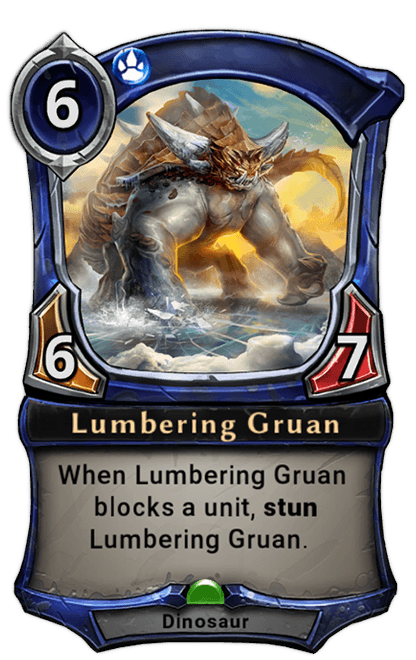 6
6
7
Lumbering Gruan
When Lumbering Gruan
blocks a unit, stun
Lumbering Gruan.
Dinosaur